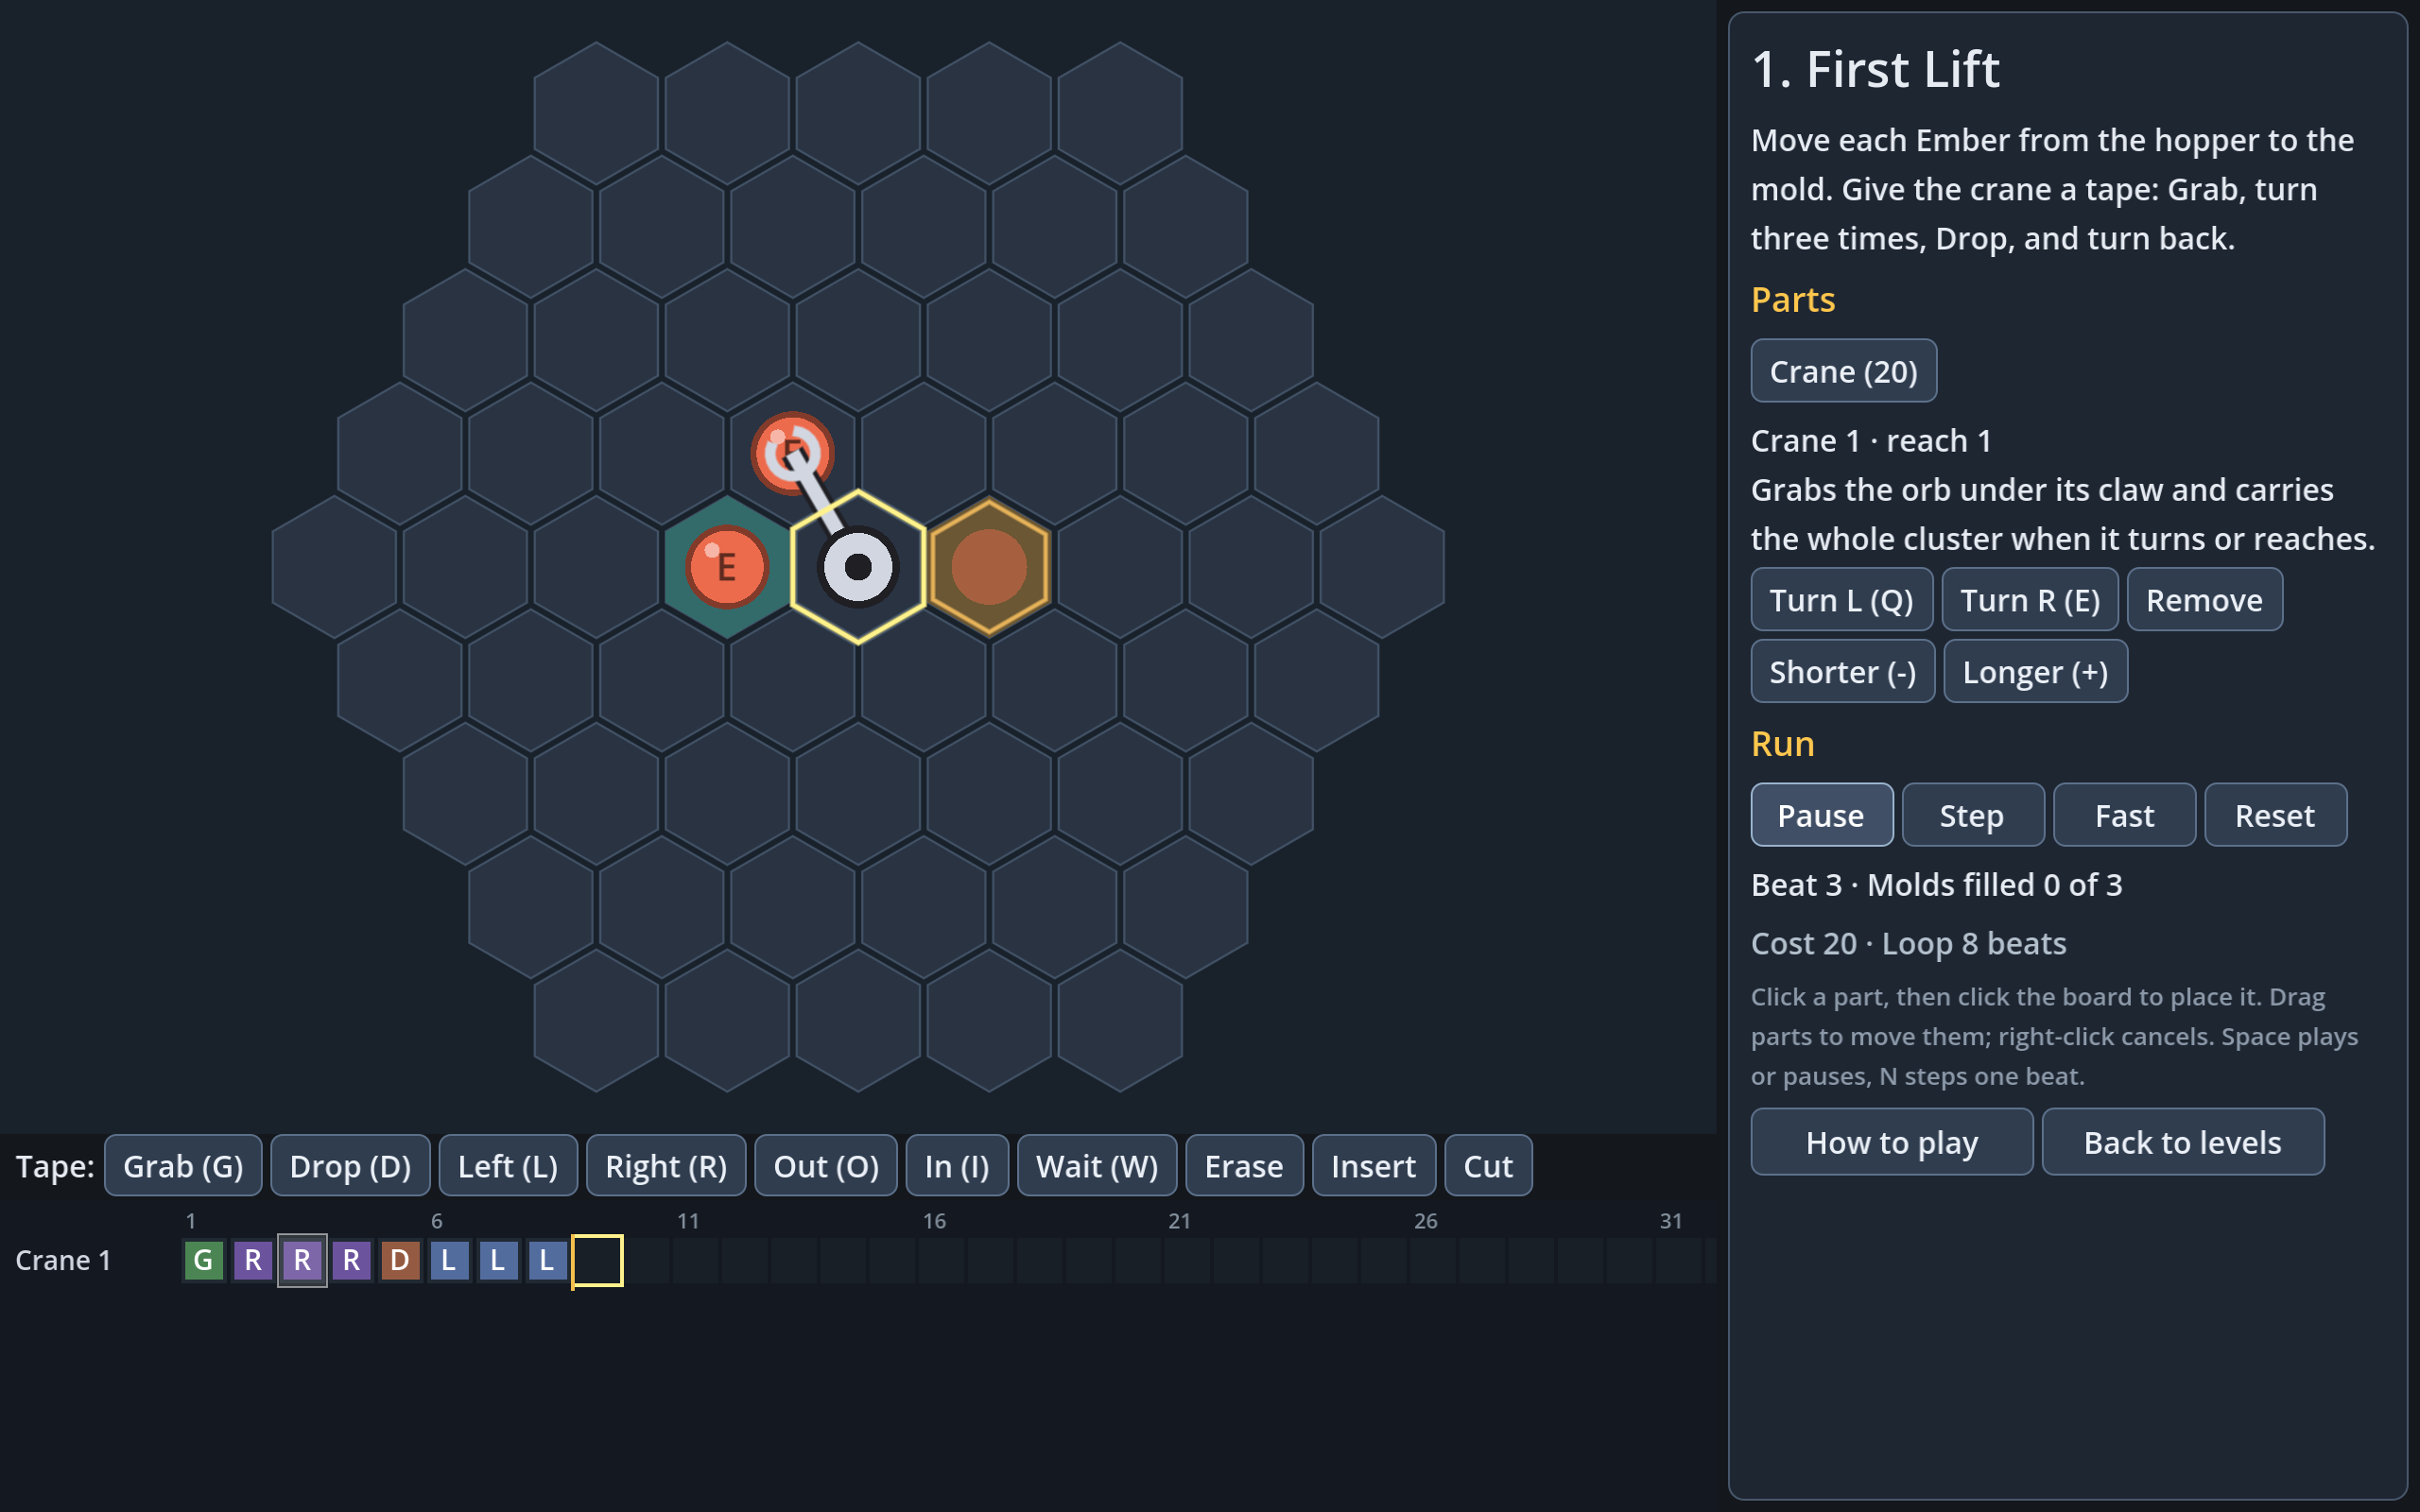 1. First Lift
Move each Ember from the hopper to the
mold. Give the crane a tape: Grab, turn
three times, Drop, and turn back.
Parts
Crane (20)
Crane 1 · reach 1
Grabs the orb under its claw and carries
the whole cluster when it turns or reaches.
Turn L (Q) Turn R (E) Remove
Shorter (-) Longer (+)
Run
Pause Step Fast Reset
Beat 3 · Molds filled 0 of 3
Cost 20 · Loop 8 beats
Click a part, then click the board to place it. Drag
parts to move them; right-click cancels. Space plays
or pauses, N steps one beat.
How to play Back to levels
E
Tape: Grab (G) Drop (D) Left (L) Right (R) Out (O) In (I) Wait (W) Erase Insert Cut
1 6 11 16 21 26 31
Crane 1 G R R R D L L L